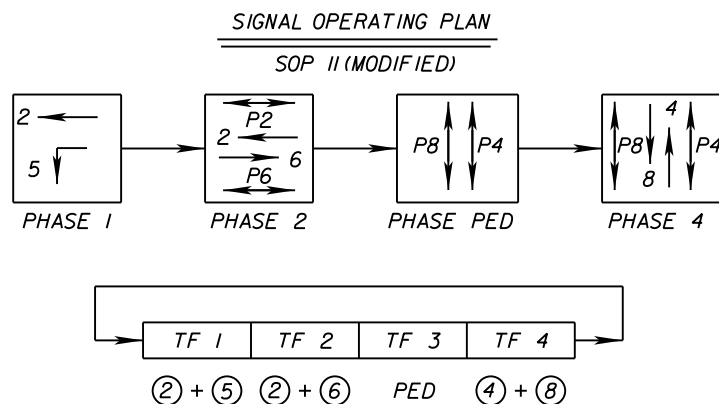 SIGNAL OPERATING PLAN
SOP II (MODIFIED)
2
5
PHASE 1
P2
2
6
P6
PHASE 2
P8 P4
PHASE PED
4
P8 P4
8
PHASE 4
TF 1 TF 2 TF 3 TF 4
2 + 5 2 + 6 PED 4 + 8